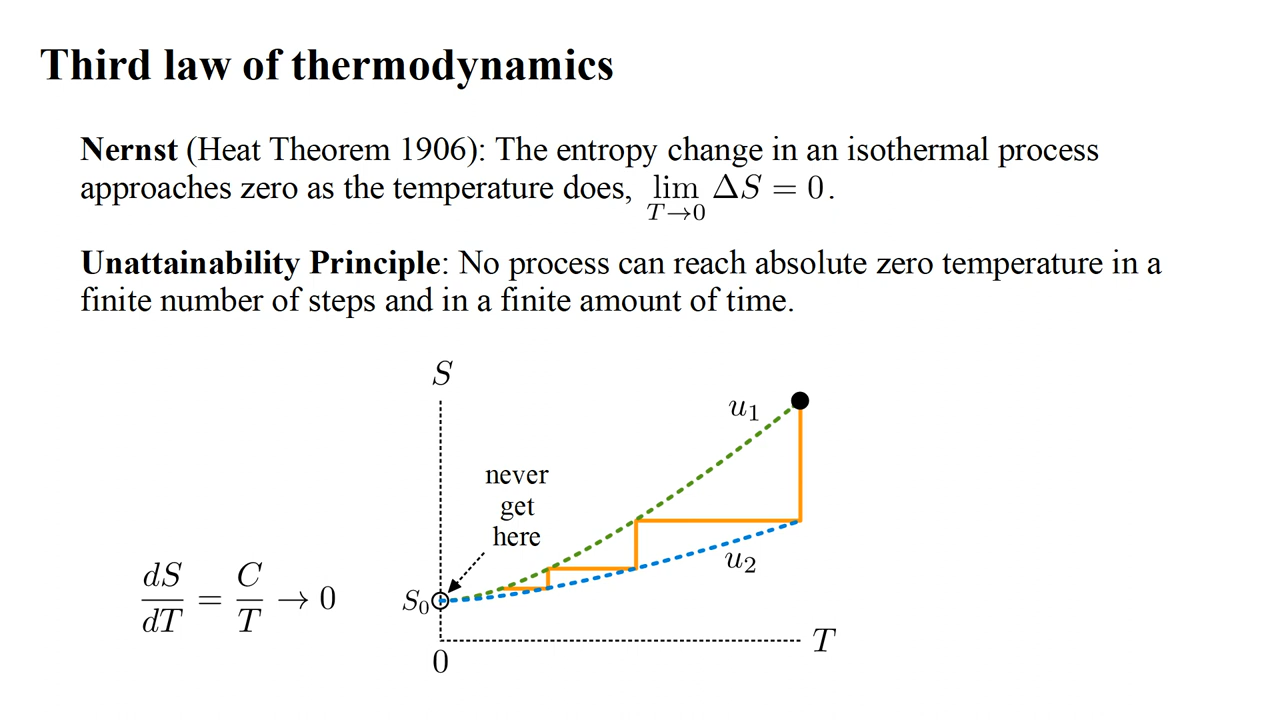 Third law of thermodynamics
Nernst (Heat Theorem 1906): The entropy change in an isothermal process
approaches zero as the temperature does, lim T→0 ΔS = 0.
Unattainability Principle: No process can reach absolute zero temperature in a
finite number of steps and in a finite amount of time.
S
u₁
never
get
here
u₂
dS/dT = C/T → 0
S₀
T
0